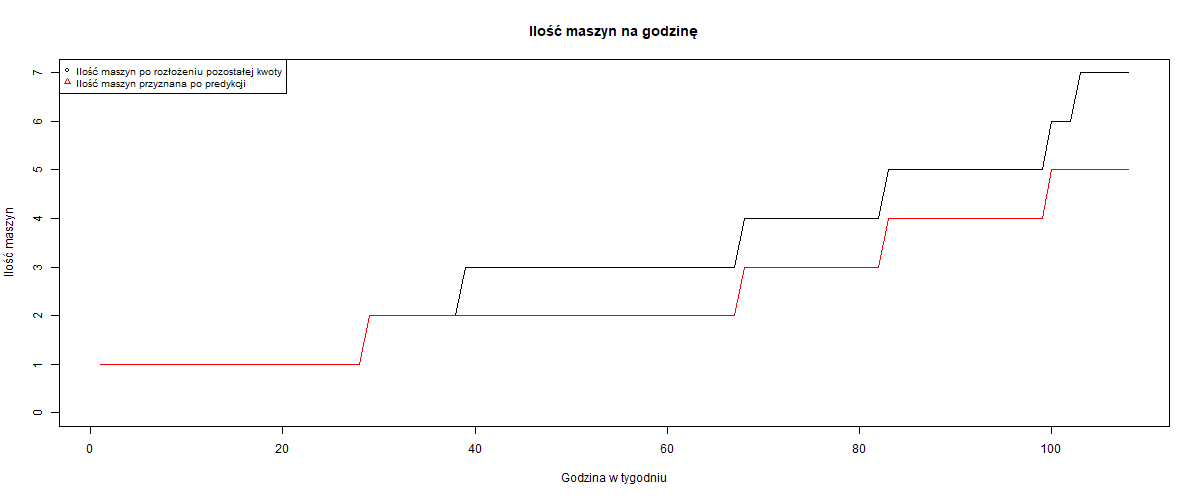 Ilość maszyn na godzinę
Ilość maszyn po rozłożeniu pozostałej kwoty
Ilość maszyn przyznana po predykcji
Ilość maszyn
7
6
5
4
3
2
1
0
0 20 40 60 80 100
Godzina w tygodniu